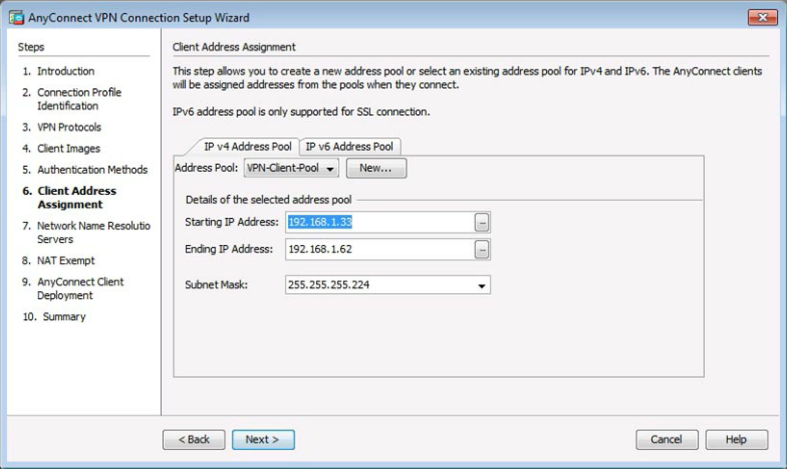 AnyConnect VPN Connection Setup Wizard
Steps
1. Introduction
2. Connection Profile
Identification
3. VPN Protocols
4. Client Images
5. Authentication Methods
6. Client Address
Assignment
7. Network Name Resolutio
Servers
8. NAT Exempt
9. AnyConnect Client
Deployment
10. Summary
Client Address Assignment
This step allows you to create a new address pool or select an existing address pool for IPv4 and IPv6. The AnyConnect clients
will be assigned addresses from the pools when they connect.
IPv6 address pool is only supported for SSL connection.
IP v4 Address Pool IP v6 Address Pool
Address Pool: VPN-Client-Pool New...
Details of the selected address pool
Starting IP Address: 192.168.1.33 ...
Ending IP Address: 192.168.1.62 ...
Subnet Mask: 255.255.255.224
< Back Next > Cancel Help